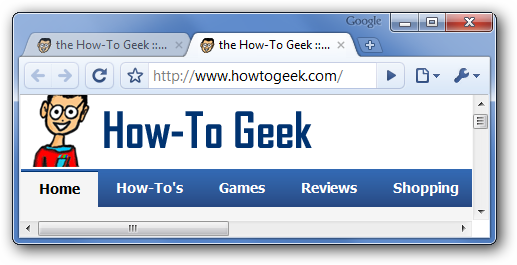 Google
the How-To Geek ::...
the How-To Geek ::...
http://www.howtogeek.com/
How-To Geek
Home How-To's Games Reviews Shopping